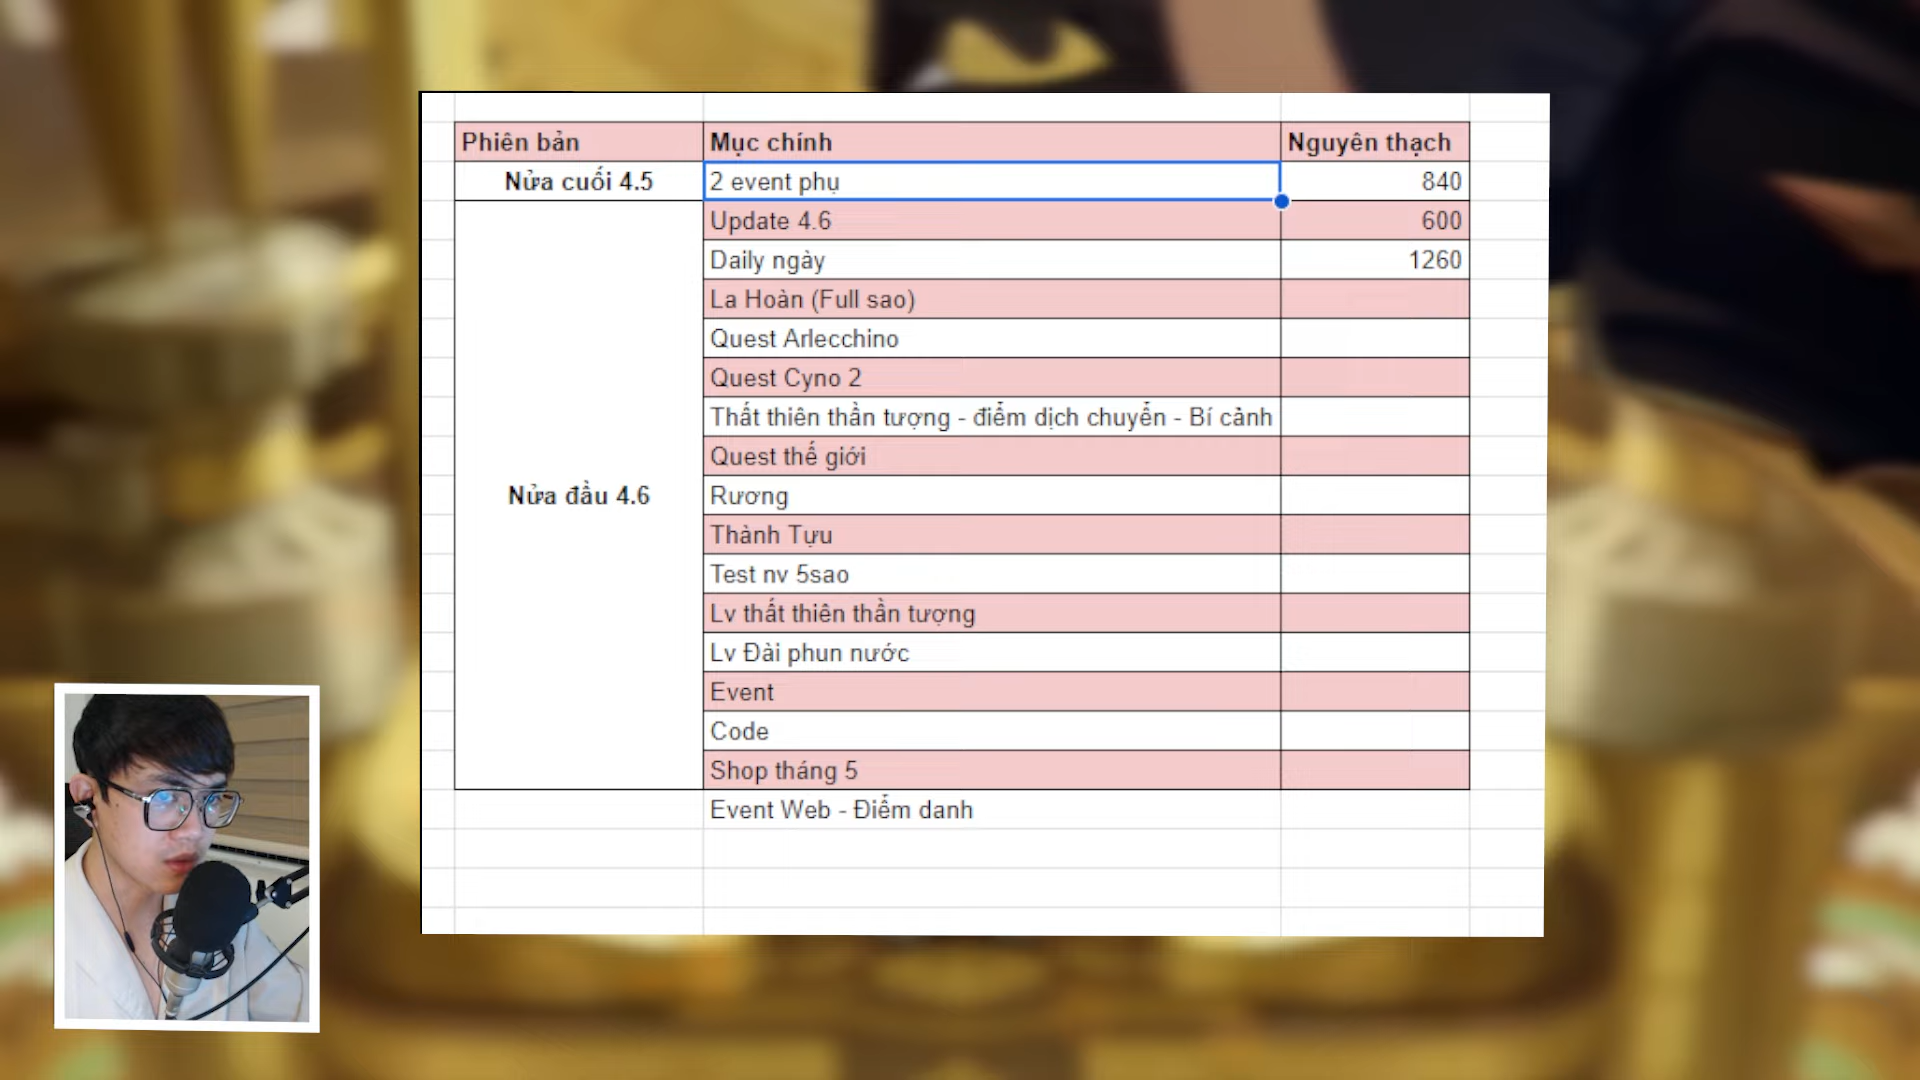 Phiên bản Mục chính Nguyên thạch
Nửa cuối 4.5 2 event phụ 840
Update 4.6 600
Daily ngày 1260
La Hoàn (Full sao)
Quest Arlecchino
Quest Cyno 2
Thất thiên thần tượng - điểm dịch chuyển - Bí cảnh
Quest thế giới
Nửa đầu 4.6 Rương
Thành Tựu
Test nv 5sao
Lv thất thiên thần tượng
Lv Đài phun nước
Event
Code
Shop tháng 5
Event Web - Điểm danh